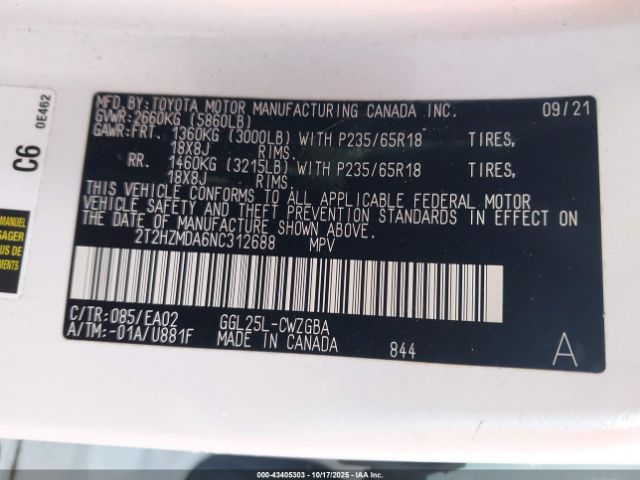 MFD.BY:TOYOTA MOTOR MANUFACTURING CANADA INC. 09/21
GVWR:2660KG (5860LB)
GAWR:FRT. 1360KG (3000LB) WITH P235/65R18 TIRES,
18X8J RIMS.
RR. 1460KG (3215LB) WITH P235/65R18 TIRES,
18X8J RIMS.
THIS VEHICLE CONFORMS TO ALL APPLICABLE FEDERAL MOTOR
VEHICLE SAFETY AND THEFT PREVENTION STANDARDS IN EFFECT ON
THE DATE OF MANUFACTURE SHOWN ABOVE.
2T2HZMDA6NC312688 MPV
C/TR:085/EA02 GGL25L-CWZGBA
A/TM:-01A/U881F MADE IN CANADA 844 A
C6 0E462
MANUEL
000-43405303 - 10/17/2025 - IAA Inc.